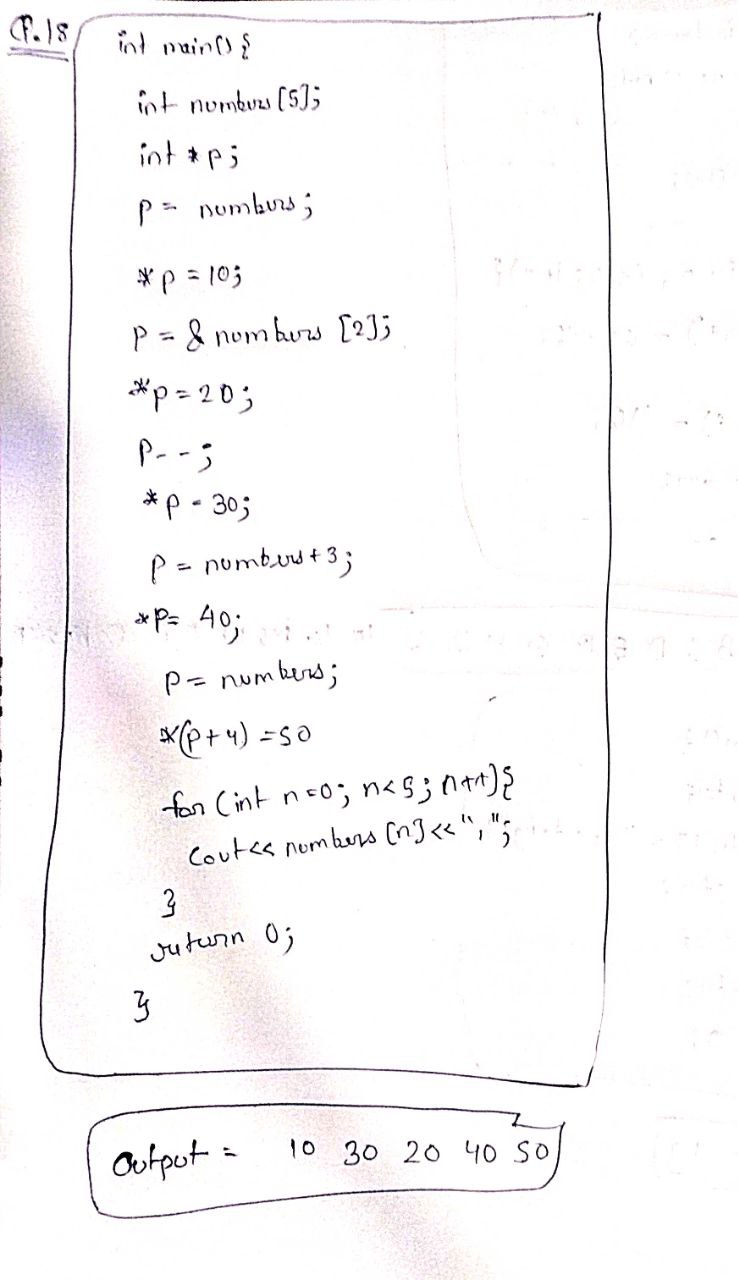 P.18
int main() {
int numbers [5];
int * p;
p = numbers;
*p = 10;
p = & numbers [2];
*p = 20;
p--;
*p = 30;
p = numbers+3;
*p = 40;
p = numbers;
*(p+4) = 50
for (int n=0; n<5; n++){
cout<< numbers [n]<<",";
}
return 0;
}
output = 10 30 20 40 50